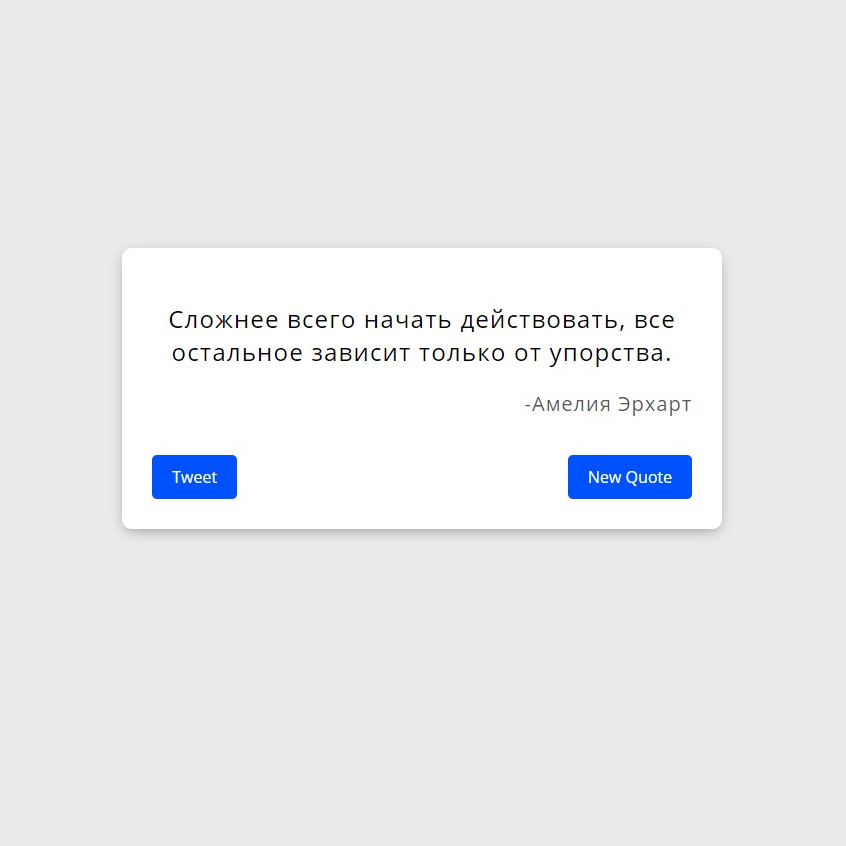 Сложнее всего начать действовать, все
остальное зависит только от упорства.
-Амелия Эрхарт
Tweet
New Quote